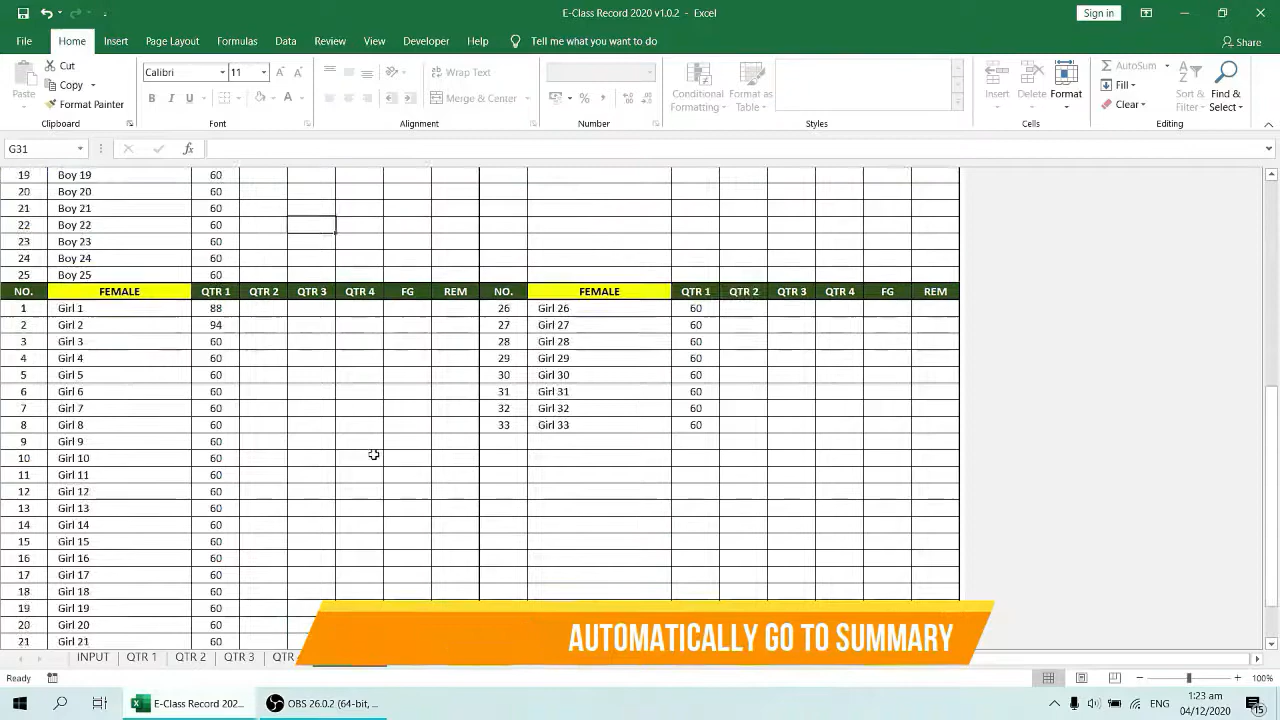 E-Class Record 2020 v1.0.2 - Excel
Sign in
File Home Insert Page Layout Formulas Data Review View Developer Help Tell me what you want to do Share
Paste Cut Copy Format Painter Clipboard
Calibri 11 Font
Wrap Text Merge & Center Alignment
Number
Conditional Formatting Format as Table Styles
Insert Delete Format Cells
AutoSum Fill Clear Sort & Filter Find & Select Editing
G31
19 Boy 19 60
20 Boy 20 60
21 Boy 21 60
22 Boy 22 60
23 Boy 23 60
24 Boy 24 60
25 Boy 25 60
NO. FEMALE QTR 1 QTR 2 QTR 3 QTR 4 FG REM NO. FEMALE QTR 1 QTR 2 QTR 3 QTR 4 FG REM
1 Girl 1 88 26 Girl 26 60
2 Girl 2 94 27 Girl 27 60
3 Girl 3 60 28 Girl 28 60
4 Girl 4 60 29 Girl 29 60
5 Girl 5 60 30 Girl 30 60
6 Girl 6 60 31 Girl 31 60
7 Girl 7 60 32 Girl 32 60
8 Girl 8 60 33 Girl 33 60
9 Girl 9 60
10 Girl 10 60
11 Girl 11 60
12 Girl 12 60
13 Girl 13 60
14 Girl 14 60
15 Girl 15 60
16 Girl 16 60
17 Girl 17 60
18 Girl 18 60
19 Girl 19 60
20 Girl 20 60
21 Girl 21 60
AUTOMATICALLY GO TO SUMMARY
INPUT QTR 1 QTR 2 QTR 3 QTR
Ready 100%
E-Class Record 202... OBS 26.0.2 (64-bit, ... ENG 1:23 am
04/12/2020 15